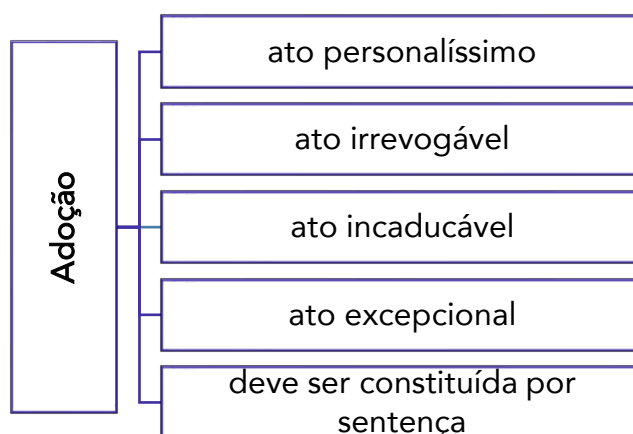 Adoção
ato personalíssimo
ato irrevogável
ato incaducável
ato excepcional
deve ser constituída por
sentença